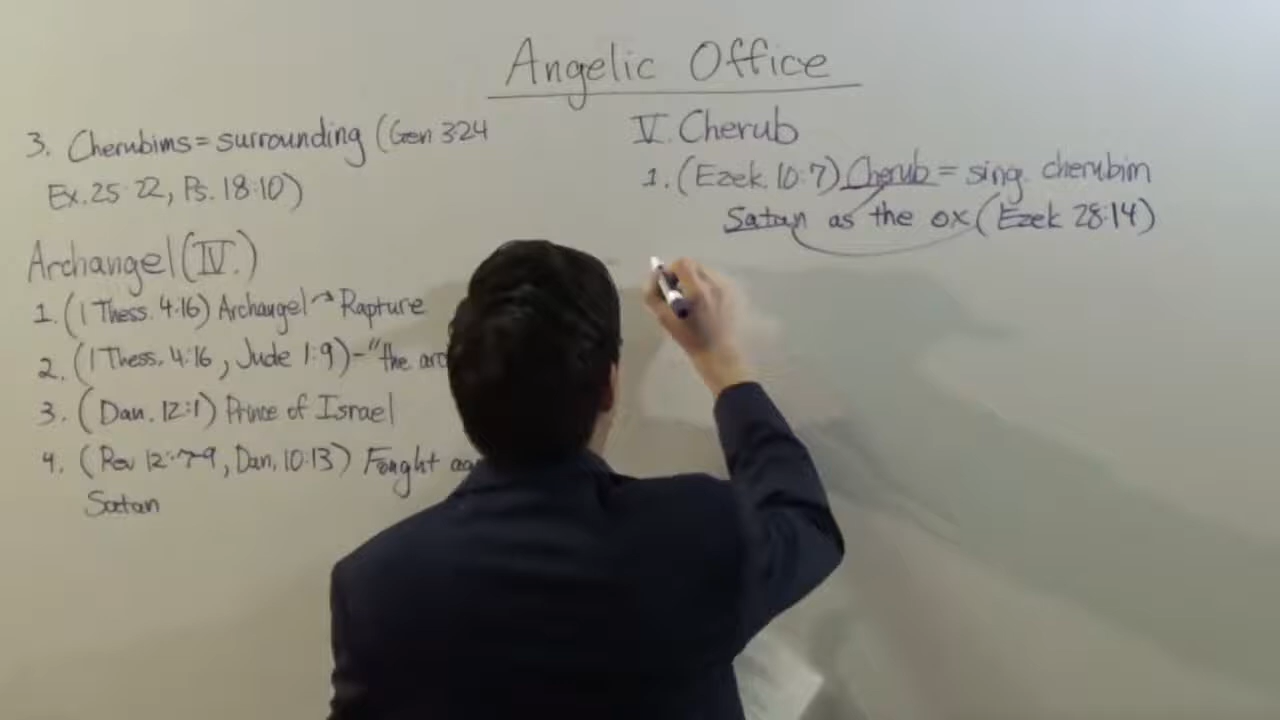 Angelic Office
3. Cherubims = surrounding (Gen 3:24
Ex. 25:22, Ps. 18:10)
Archangel (IV.)
1. (1 Thess. 4:16) Archangel → Rapture
2. (1 Thess. 4:16, Jude 1:9) - "the
3. (Dan. 12:1) Prince of Israel
4. (Rev 12:7-9, Dan. 10:13) Fought
Satan
V. Cherub
1. (Ezek. 10:7) Cherub = sing. cherubim
Satan as the ox (Ezek 28:14)